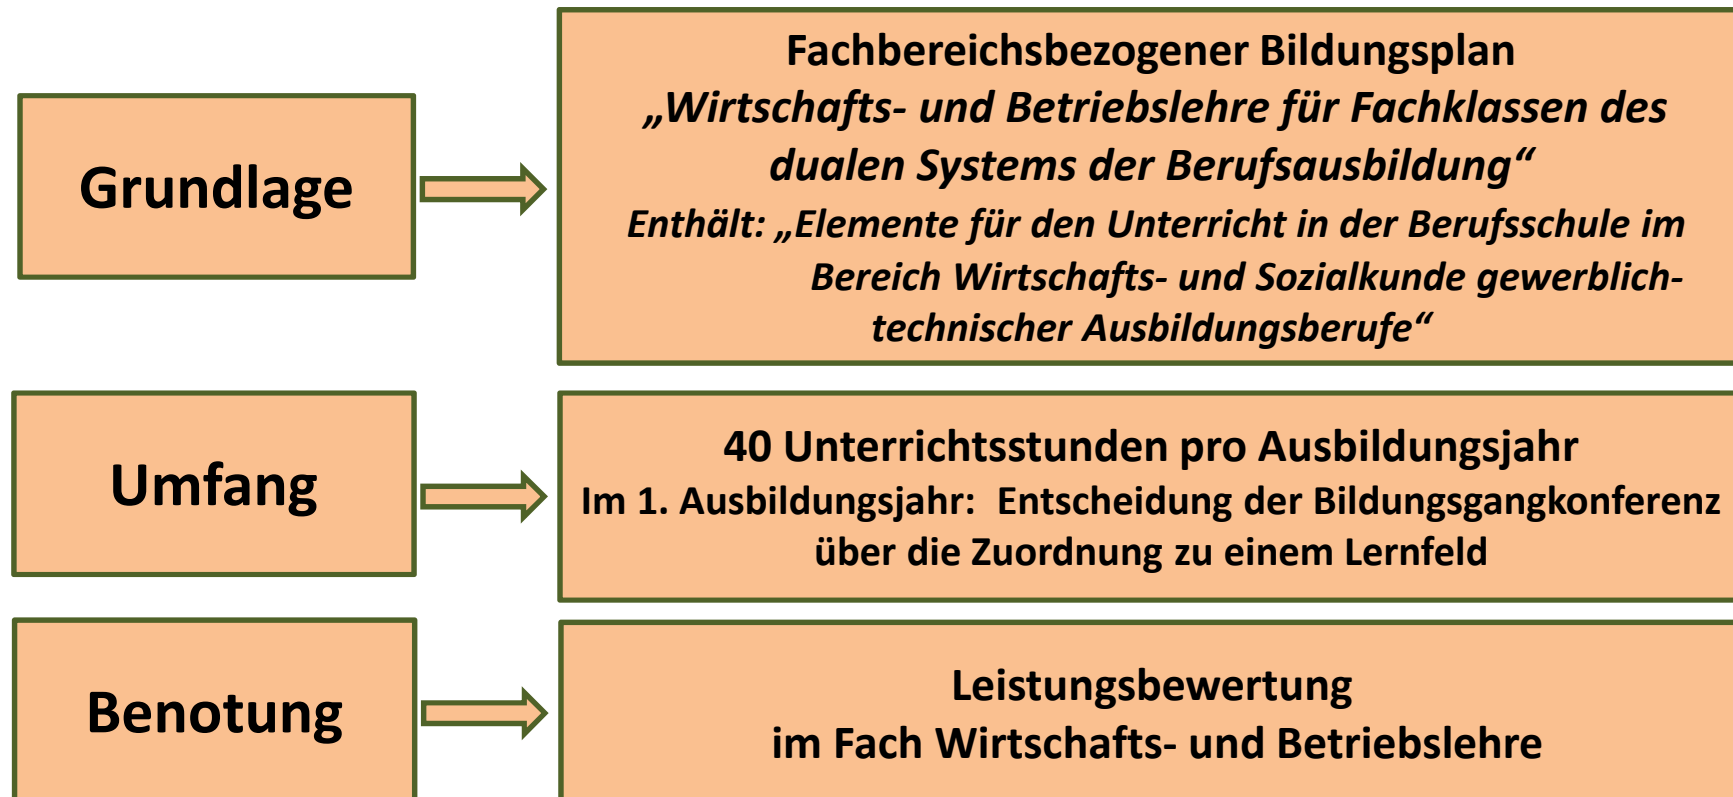 Grundlage
Fachbereichsbezogener Bildungsplan
„Wirtschafts- und Betriebslehre für Fachklassen des
dualen Systems der Berufsausbildung“
Enthält: „Elemente für den Unterricht in der Berufsschule im
Bereich Wirtschafts- und Sozialkunde gewerblich-
technischer Ausbildungsberufe“
Umfang
40 Unterrichtsstunden pro Ausbildungsjahr
Im 1. Ausbildungsjahr: Entscheidung der Bildungsgangkonferenz
über die Zuordnung zu einem Lernfeld
Benotung
Leistungsbewertung
im Fach Wirtschafts- und Betriebslehre